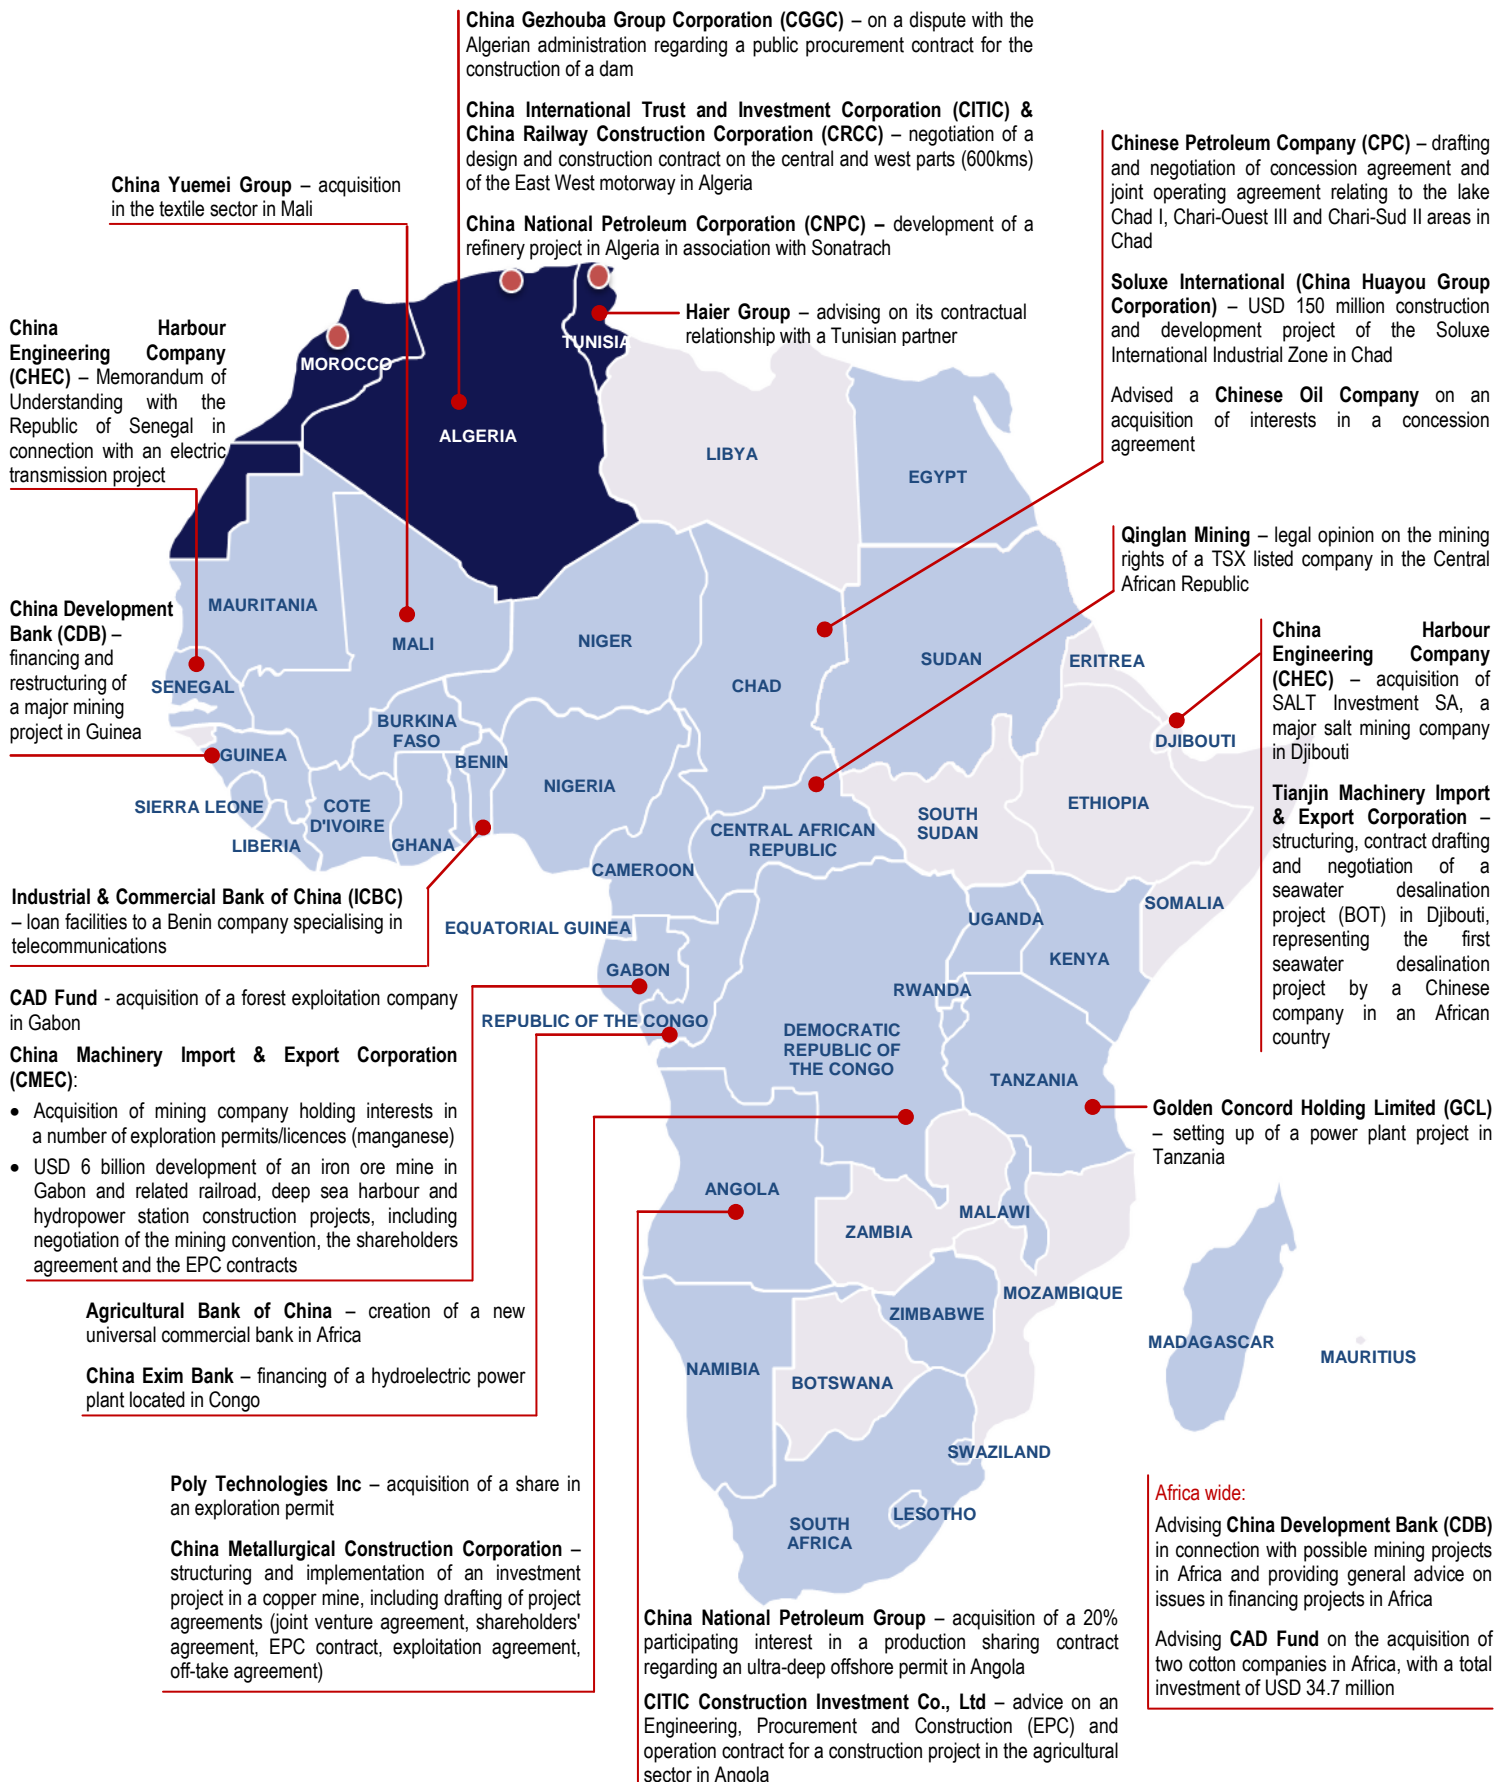 China Gezhouba Group Corporation (CGGC) – on a dispute with the
Algerian administration regarding a public procurement contract for the
construction of a dam
China International Trust and Investment Corporation (CITIC) &
China Railway Construction Corporation (CRCC) – negotiation of a
design and construction contract on the central and west parts (600kms)
of the East West motorway in Algeria
China National Petroleum Corporation (CNPC) – development of a
refinery project in Algeria in association with Sonatrach
Chinese Petroleum Company (CPC) – drafting
and negotiation of concession agreement and
joint operating agreement relating to the lake
Chad I, Chari-Ouest III and Chari-Sud II areas in
Chad
Soluxe International (China Huayou Group
Corporation) – USD 150 million construction
and development project of the Soluxe
International Industrial Zone in Chad
Advised a Chinese Oil Company on an
acquisition of interests in a concession
agreement
China Yuemei Group – acquisition
in the textile sector in Mali
Haier Group – advising on its contractual
relationship with a Tunisian partner
China Harbour
Engineering Company
(CHEC) – Memorandum of
Understanding with the
Republic of Senegal in
connection with an electric
transmission project
Qinglan Mining – legal opinion on the mining
rights of a TSX listed company in the Central
African Republic
China Development
Bank (CDB) –
financing and
restructuring of
a major mining
project in Guinea
China Harbour
Engineering Company
(CHEC) – acquisition of
SALT Investment SA, a
major salt mining company
in Djibouti
Tianjin Machinery Import
& Export Corporation –
structuring, contract drafting
and negotiation of a
seawater desalination
project (BOT) in Djibouti,
representing the first
seawater desalination
project by a Chinese
company in an African
country
MOROCCO
TUNISIA
ALGERIA
LIBYA
EGYPT
MAURITANIA
MALI
NIGER
CHAD
SUDAN
ERITREA
SENEGAL
BURKINA
FASO
DJIBOUTI
GUINEA
BENIN
NIGERIA
SIERRA LEONE
COTE
D'IVOIRE
LIBERIA
GHANA
CENTRAL AFRICAN
REPUBLIC
SOUTH
SUDAN
ETHIOPIA
CAMEROON
SOMALIA
UGANDA
EQUATORIAL GUINEA
KENYA
GABON
RWANDA
REPUBLIC OF THE CONGO
DEMOCRATIC
REPUBLIC OF
THE CONGO
TANZANIA
ANGOLA
MALAWI
ZAMBIA
MOZAMBIQUE
ZIMBABWE
MADAGASCAR
MAURITIUS
NAMIBIA
BOTSWANA
SWAZILAND
LESOTHO
SOUTH
AFRICA
Industrial & Commercial Bank of China (ICBC)
– loan facilities to a Benin company specialising in
telecommunications
CAD Fund - acquisition of a forest exploitation company
in Gabon
China Machinery Import & Export Corporation
(CMEC):
• Acquisition of mining company holding interests in
a number of exploration permits/licences (manganese)
• USD 6 billion development of an iron ore mine in
Gabon and related railroad, deep sea harbour and
hydropower station construction projects, including
negotiation of the mining convention, the shareholders
agreement and the EPC contracts
Golden Concord Holding Limited (GCL)
– setting up of a power plant project in
Tanzania
Agricultural Bank of China – creation of a new
universal commercial bank in Africa
China Exim Bank – financing of a hydroelectric power
plant located in Congo
Poly Technologies Inc – acquisition of a share in
an exploration permit
China Metallurgical Construction Corporation –
structuring and implementation of an investment
project in a copper mine, including drafting of project
agreements (joint venture agreement, shareholders'
agreement, EPC contract, exploitation agreement,
off-take agreement)
China National Petroleum Group – acquisition of a 20%
participating interest in a production sharing contract
regarding an ultra-deep offshore permit in Angola
CITIC Construction Investment Co., Ltd – advice on an
Engineering, Procurement and Construction (EPC) and
operation contract for a construction project in the agricultural
sector in Angola
Africa wide:
Advising China Development Bank (CDB)
in connection with possible mining projects
in Africa and providing general advice on
issues in financing projects in Africa
Advising CAD Fund on the acquisition of
two cotton companies in Africa, with a total
investment of USD 34.7 million